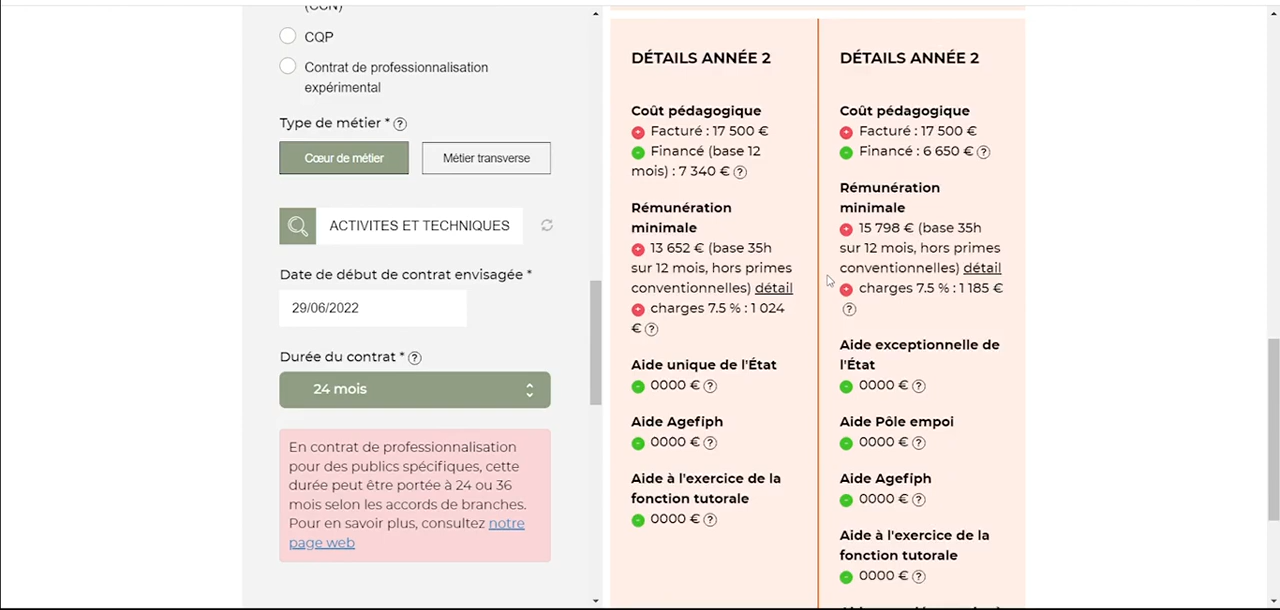 (CCN)
CQP
Contrat de professionnalisation
expérimental
Type de métier * ?
Cœur de métier
Métier transverse
ACTIVITES ET TECHNIQUES
Date de début de contrat envisagée *
29/06/2022
Durée du contrat * ?
24 mois
En contrat de professionnalisation
pour des publics spécifiques, cette
durée peut être portée à 24 ou 36
mois selon les accords de branches.
Pour en savoir plus, consultez notre
page web
DÉTAILS ANNÉE 2
Coût pédagogique
+ Facturé : 17 500 €
- Financé (base 12
mois) : 7 340 € ?
Rémunération
minimale
+ 13 652 € (base 35h
sur 12 mois, hors primes
conventionnelles) détail
+ charges 7.5 % : 1 024
€ ?
Aide unique de l'État
- 0000 € ?
Aide Agefiph
- 0000 € ?
Aide à l'exercice de la
fonction tutorale
- 0000 € ?
DÉTAILS ANNÉE 2
Coût pédagogique
+ Facturé : 17 500 €
- Financé : 6 650 € ?
Rémunération
minimale
+ 15 798 € (base 35h
sur 12 mois, hors primes
conventionnelles) détail
+ charges 7.5 % : 1 185 €
?
Aide exceptionnelle de
l'État
- 0000 € ?
Aide Pôle emploi
- 0000 € ?
Aide Agefiph
- 0000 € ?
Aide à l'exercice de la
fonction tutorale
- 0000 € ?